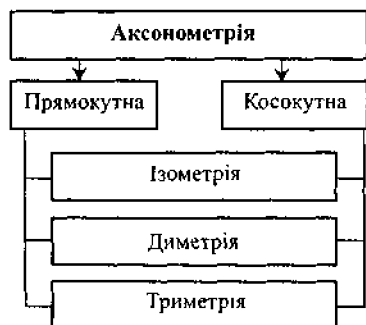 Аксонометрія
Прямокутна Косокутна
Ізометрія
Диметрія
Триметрія